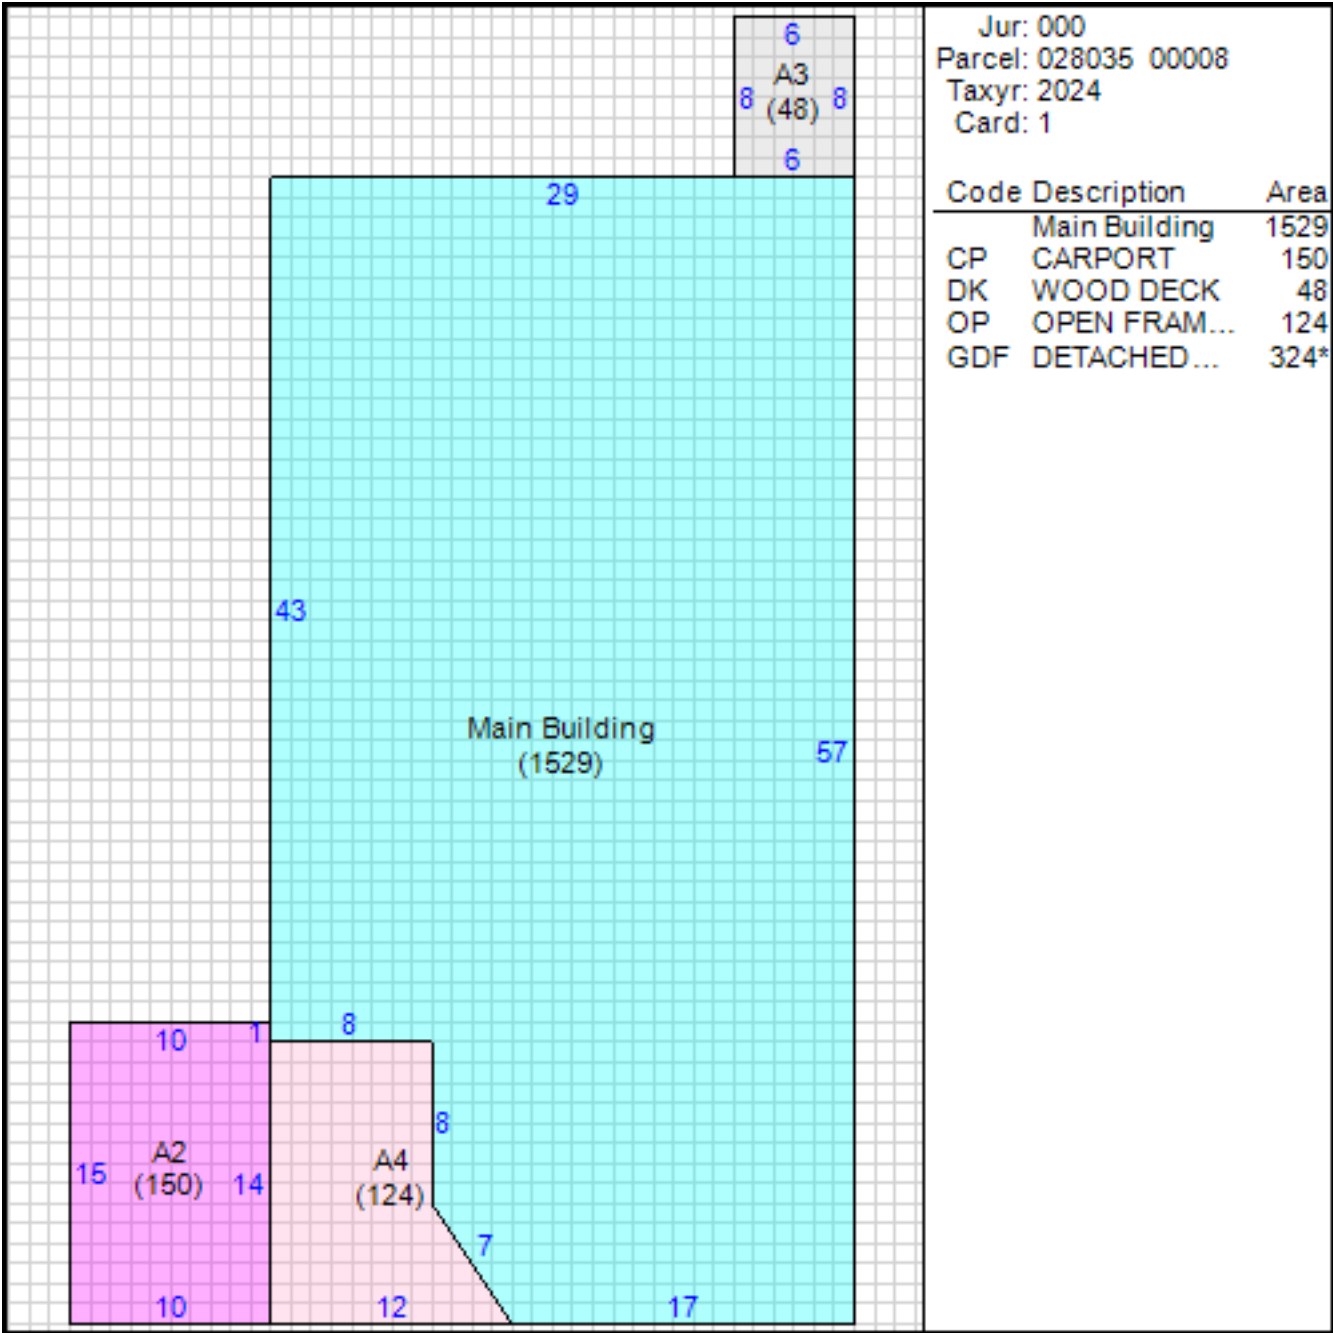 Jur: 000
Parcel: 028035 00008
Taxyr: 2024
Card: 1
Code Description Area
Main Building 1529
CP CARPORT 150
DK WOOD DECK 48
OP OPEN FRAM... 124
GDF DETACHED... 324*
6
A3
8 (48) 8
6
29
43
Main Building
(1529)
57
10 1 8
8
A2
15 (150) 14
A4
(124)
7
10 12 17